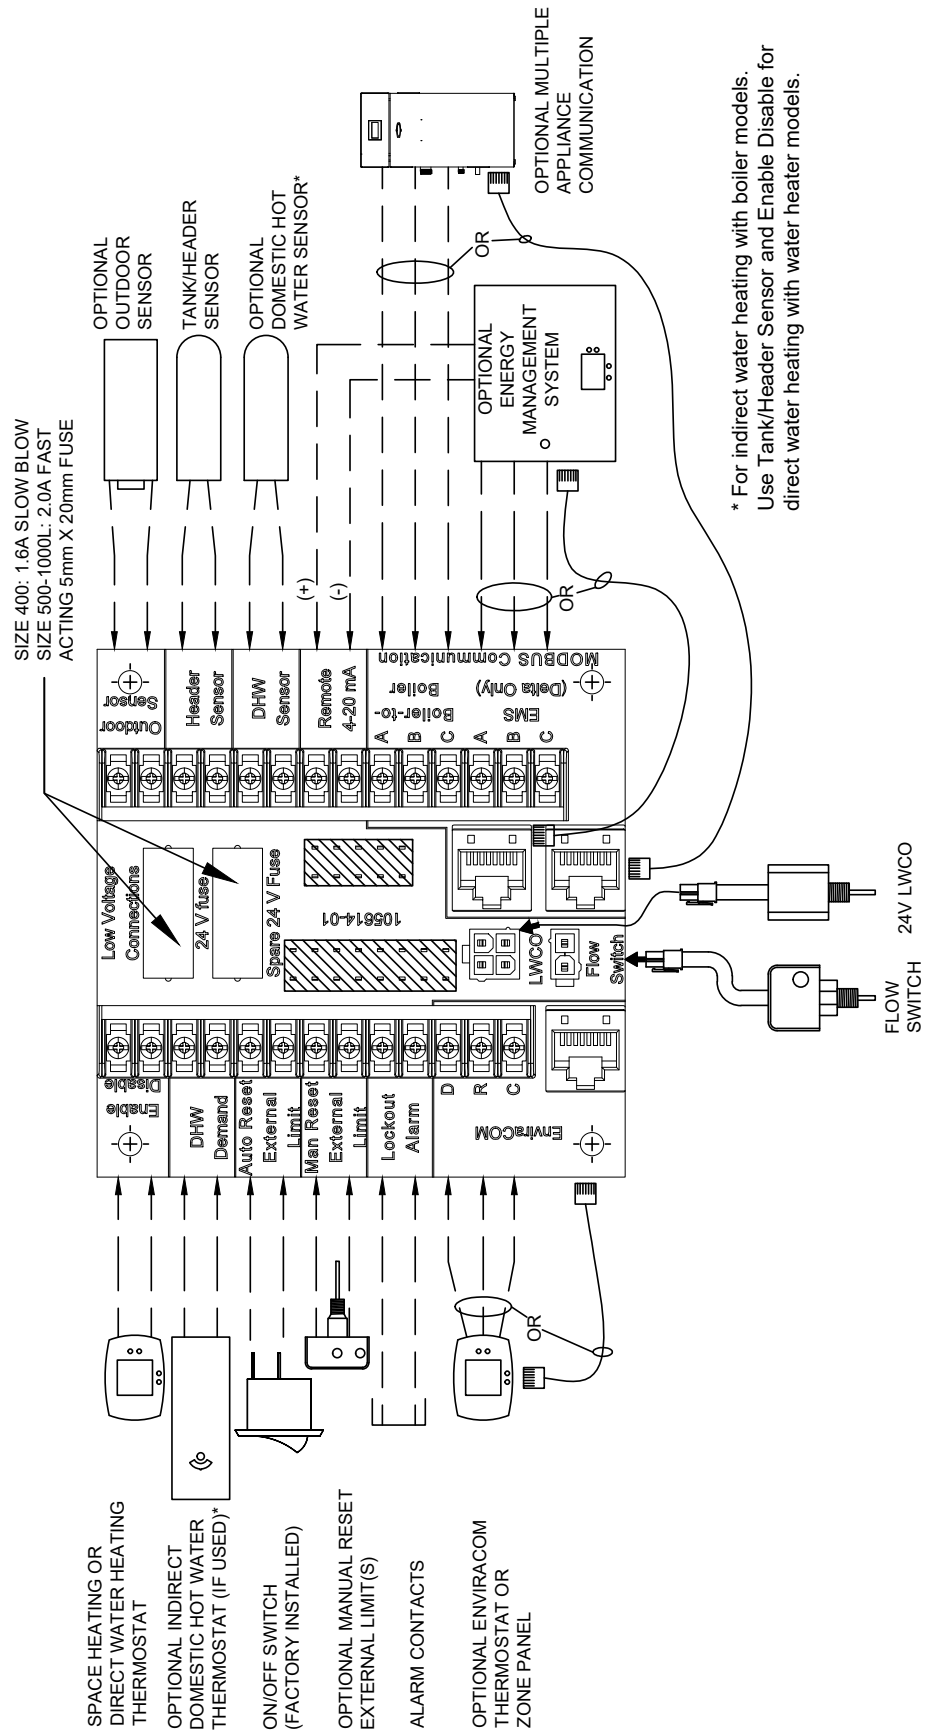 SIZE 400: 1.6A SLOW BLOW
SIZE 500-1000L: 2.0A FAST
ACTING 5mm X 20mm FUSE
SPACE HEATING OR
DIRECT WATER HEATING
THERMOSTAT
OPTIONAL INDIRECT
DOMESTIC HOT WATER
THERMOSTAT (IF USED)*
ON/OFF SWITCH
(FACTORY INSTALLED)
OPTIONAL MANUAL RESET
EXTERNAL LIMIT(S)
ALARM CONTACTS
OPTIONAL ENVIRACOM
THERMOSTAT OR
ZONE PANEL
OR
Enable
Disable
DHW
Demand
Auto Reset
External
Limit
Man Reset
External
Limit
Lockout
Alarm
D
R
C
EnviraCOM
Low Voltage
Connections
24 V fuse
Spare 24 V Fuse
105614-01
LWCO
Flow
Switch
FLOW
SWITCH
24V LWCO
Outdoor
Sensor
Header
Sensor
DHW
Sensor
Remote
4-20 mA
A
B
C
Boiler-to-
Boiler
A
B
C
EMS
(Delta Only)
MODBUS Communication
(+)
(-)
OR
OPTIONAL
OUTDOOR
SENSOR
TANK/HEADER
SENSOR
OPTIONAL
DOMESTIC HOT
WATER SENSOR*
OPTIONAL
ENERGY
MANAGEMENT
SYSTEM
OR
OPTIONAL MULTIPLE
APPLIANCE
COMMUNICATION
* For indirect water heating with boiler models.
Use Tank/Header Sensor and Enable Disable for
direct water heating with water heater models.